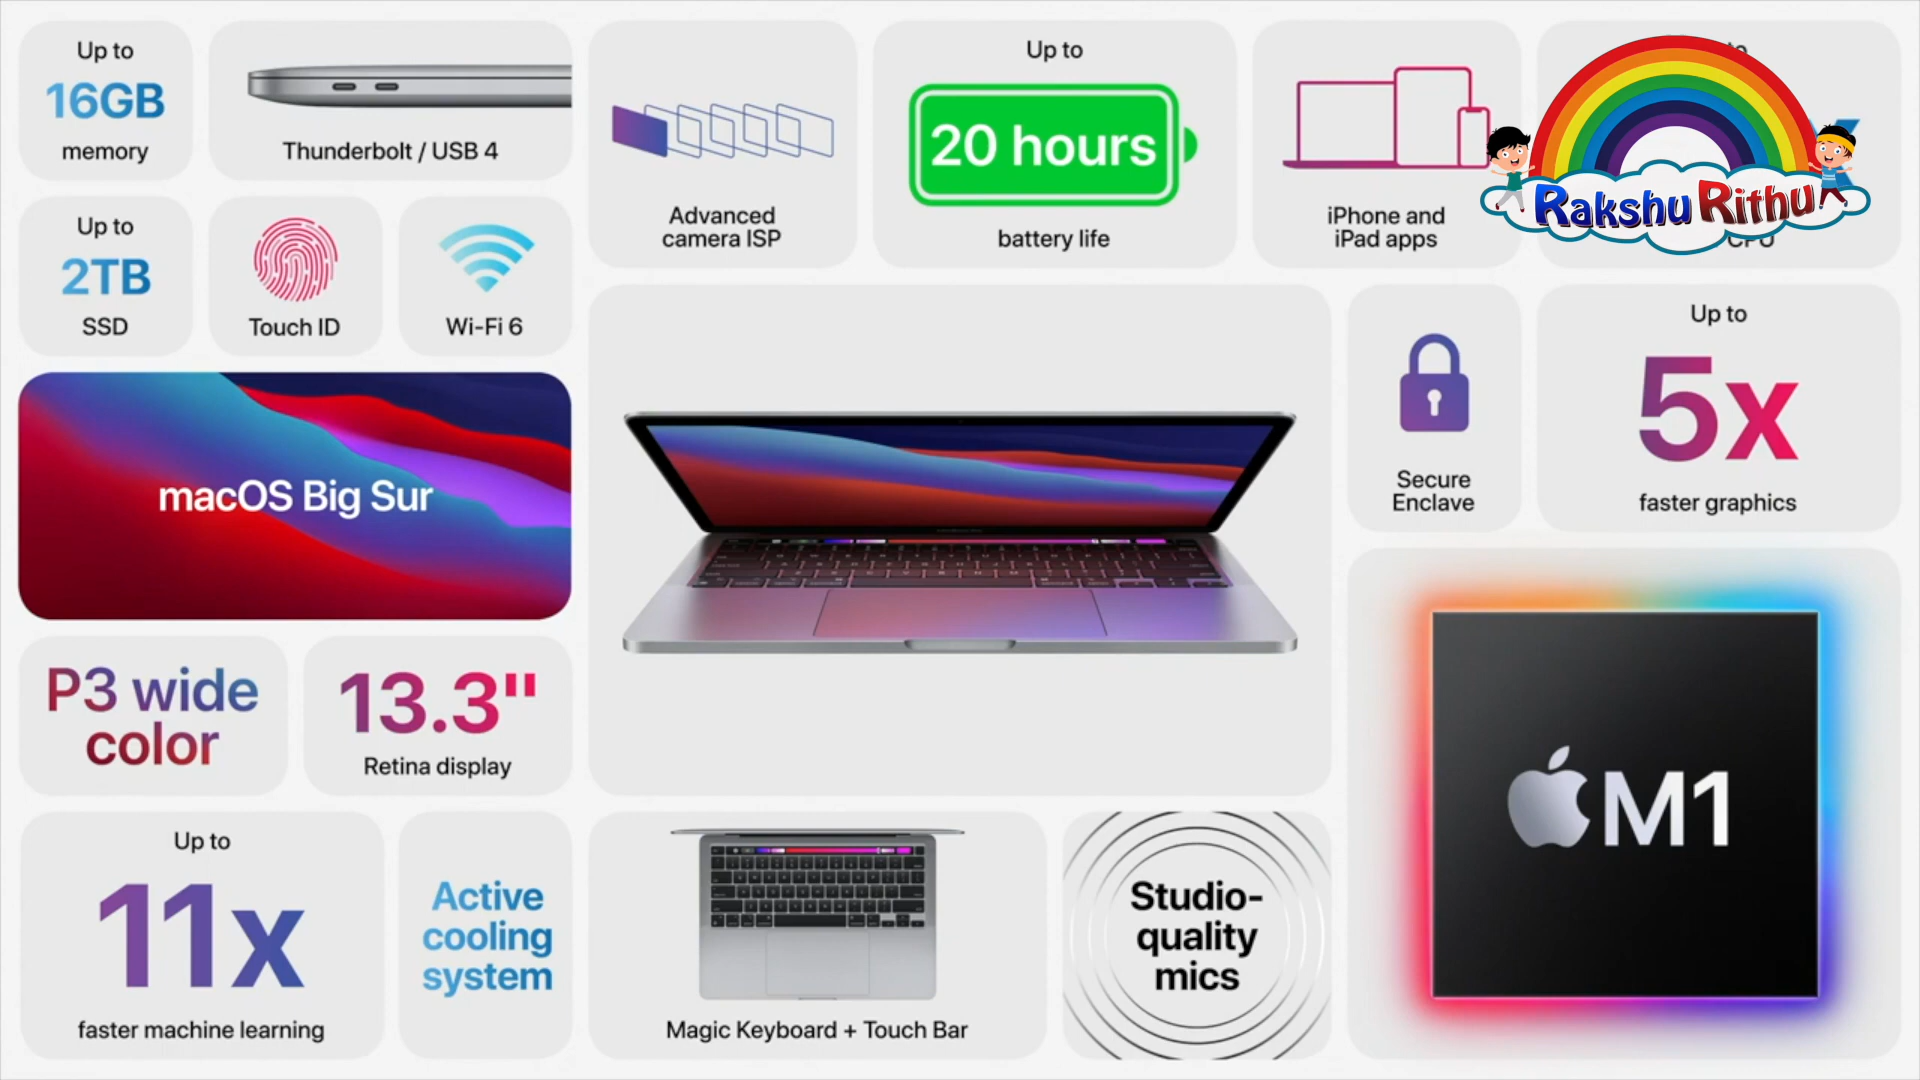 Up to
16GB
memory
Thunderbolt / USB 4
Advanced
camera ISP
Up to
20 hours
battery life
iPhone and
iPad apps
Rakshu Rithu
CPU
Up to
2TB
SSD
Touch ID
Wi-Fi 6
macOS Big Sur
Secure
Enclave
Up to
5x
faster graphics
P3 wide
color
13.3"
Retina display
M1
Up to
11x
faster machine learning
Active
cooling
system
Magic Keyboard + Touch Bar
Studio-
quality
mics